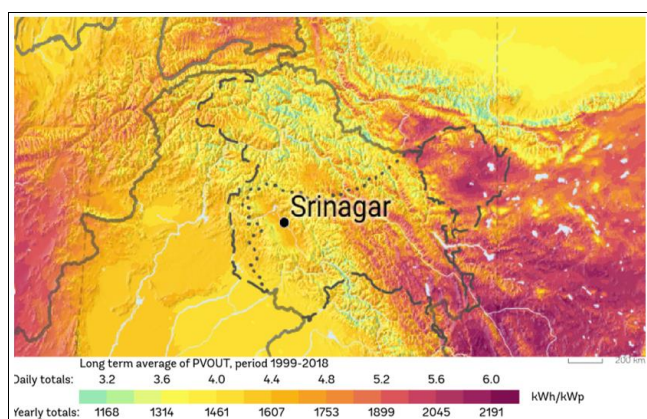 Srinagar
Long term average of PVOUT, period 1999-2018
200 km
Daily totals: 3.2 3.6 4.0 4.4 4.8 5.2 5.6 6.0
kWh/kWp
Yearly totals: 1168 1314 1461 1607 1753 1899 2045 2191